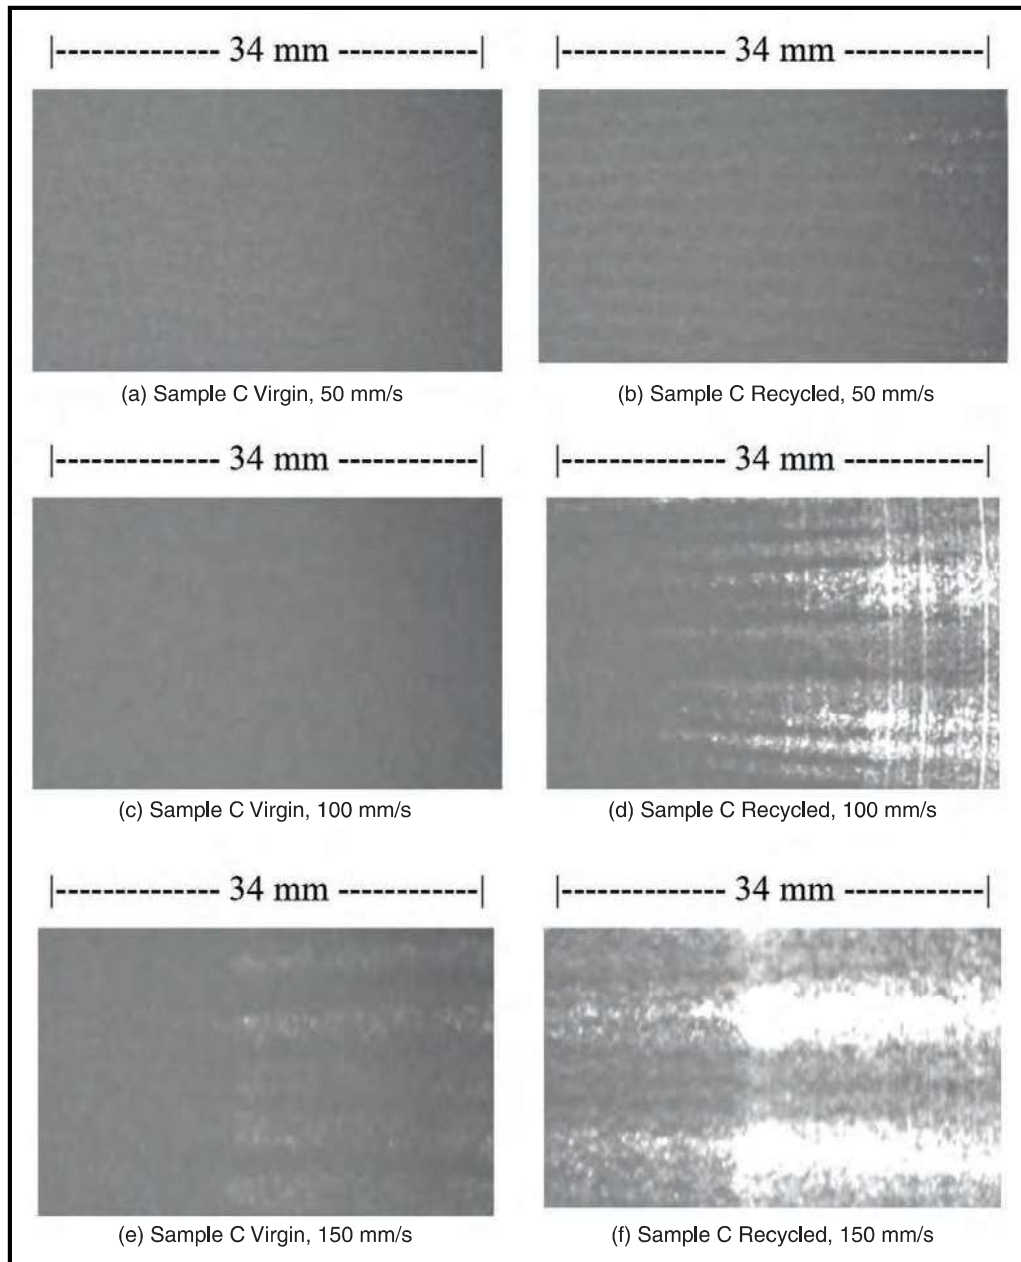 |-------------- 34 mm ------------|
|-------------- 34 mm ------------|
(a) Sample C Virgin, 50 mm/s
(b) Sample C Recycled, 50 mm/s
|-------------- 34 mm ------------|
|-------------- 34 mm ------------|
(c) Sample C Virgin, 100 mm/s
(d) Sample C Recycled, 100 mm/s
|-------------- 34 mm ------------|
|-------------- 34 mm ------------|
(e) Sample C Virgin, 150 mm/s
(f) Sample C Recycled, 150 mm/s